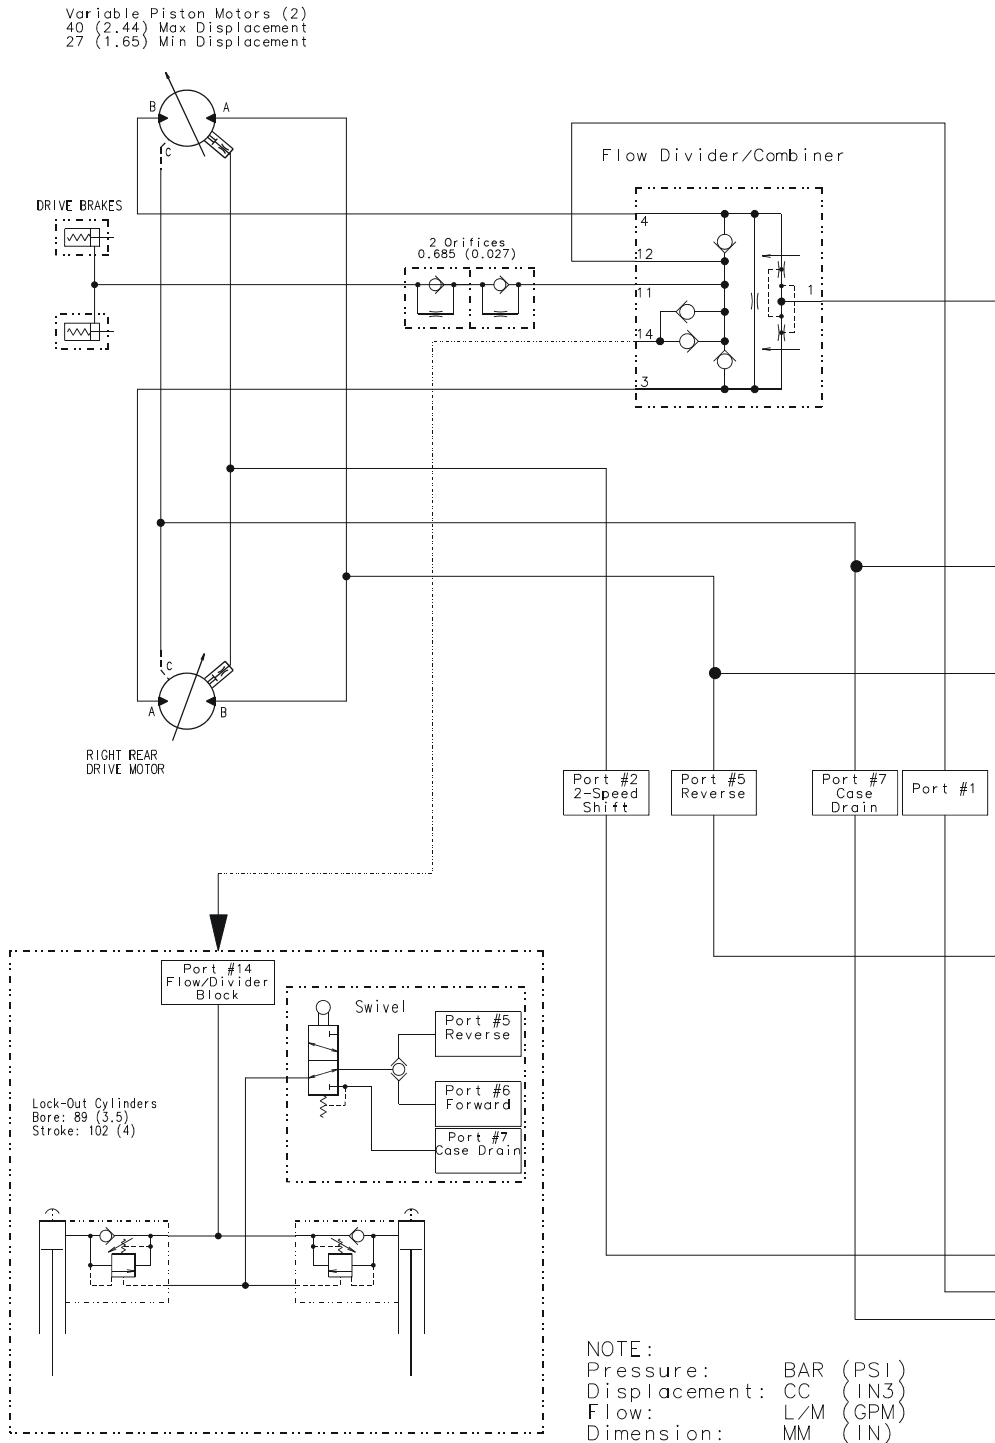 Variable Piston Motors (2)
40 (2.44) Max Displacement
27 (1.65) Min Displacement
B
A
C
Flow Divider/Combiner
DRIVE BRAKES
2 Orifices
0.685 (0.027)
4
12
11
1
14
3
C
A
B
RIGHT REAR
DRIVE MOTOR
Port #2
2-Speed
Shift
Port #5
Reverse
Port #7
Case
Drain
Port #1
Port #14
Flow/Divider
Block
Swivel
Port #5
Reverse
Port #6
Forward
Port #7
Case Drain
Lock-Out Cylinders
Bore: 89 (3.5)
Stroke: 102 (4)
NOTE:
Pressure: BAR (PSI)
Displacement: CC (IN3)
Flow: L/M (GPM)
Dimension: MM (IN)